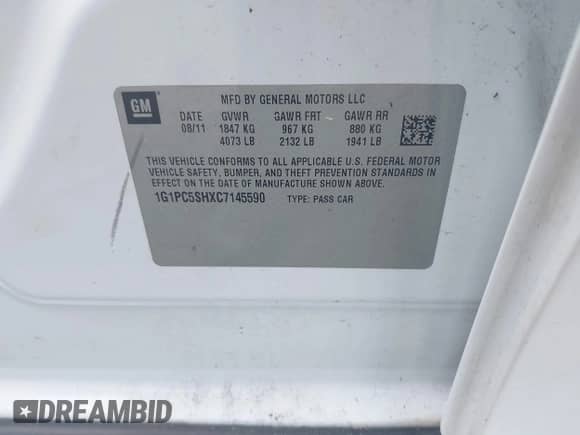 GM
MFD BY GENERAL MOTORS LLC
DATE GVWR GAWR FRT GAWR RR
08/11 1847 KG 967 KG 880 KG
4073 LB 2132 LB 1941 LB
THIS VEHICLE CONFORMS TO ALL APPLICABLE U.S. FEDERAL MOTOR
VEHICLE SAFETY, BUMPER, AND THEFT PREVENTION STANDARDS IN
EFFECT ON THE DATE OF MANUFACTURE SHOWN ABOVE.
1G1PC5SHXC7145590 TYPE: PASS CAR
DREAMBID